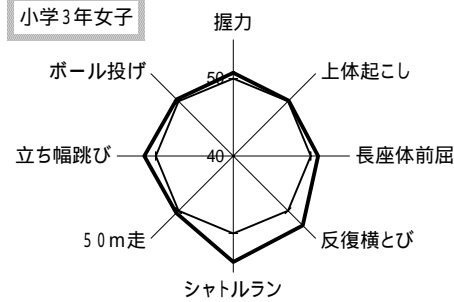 小学３年女子
握力
ボール投げ
上体起こし
50
立ち幅跳び
40
長座体前屈
５０ｍ走
反復横とび
シャトルラン